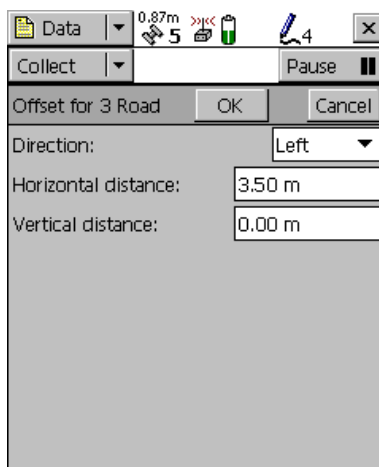 Data 0.87m 5 4 x
Collect Pause
Offset for 3 Road OK Cancel
Direction: Left
Horizontal distance: 3.50 m
Vertical distance: 0.00 m